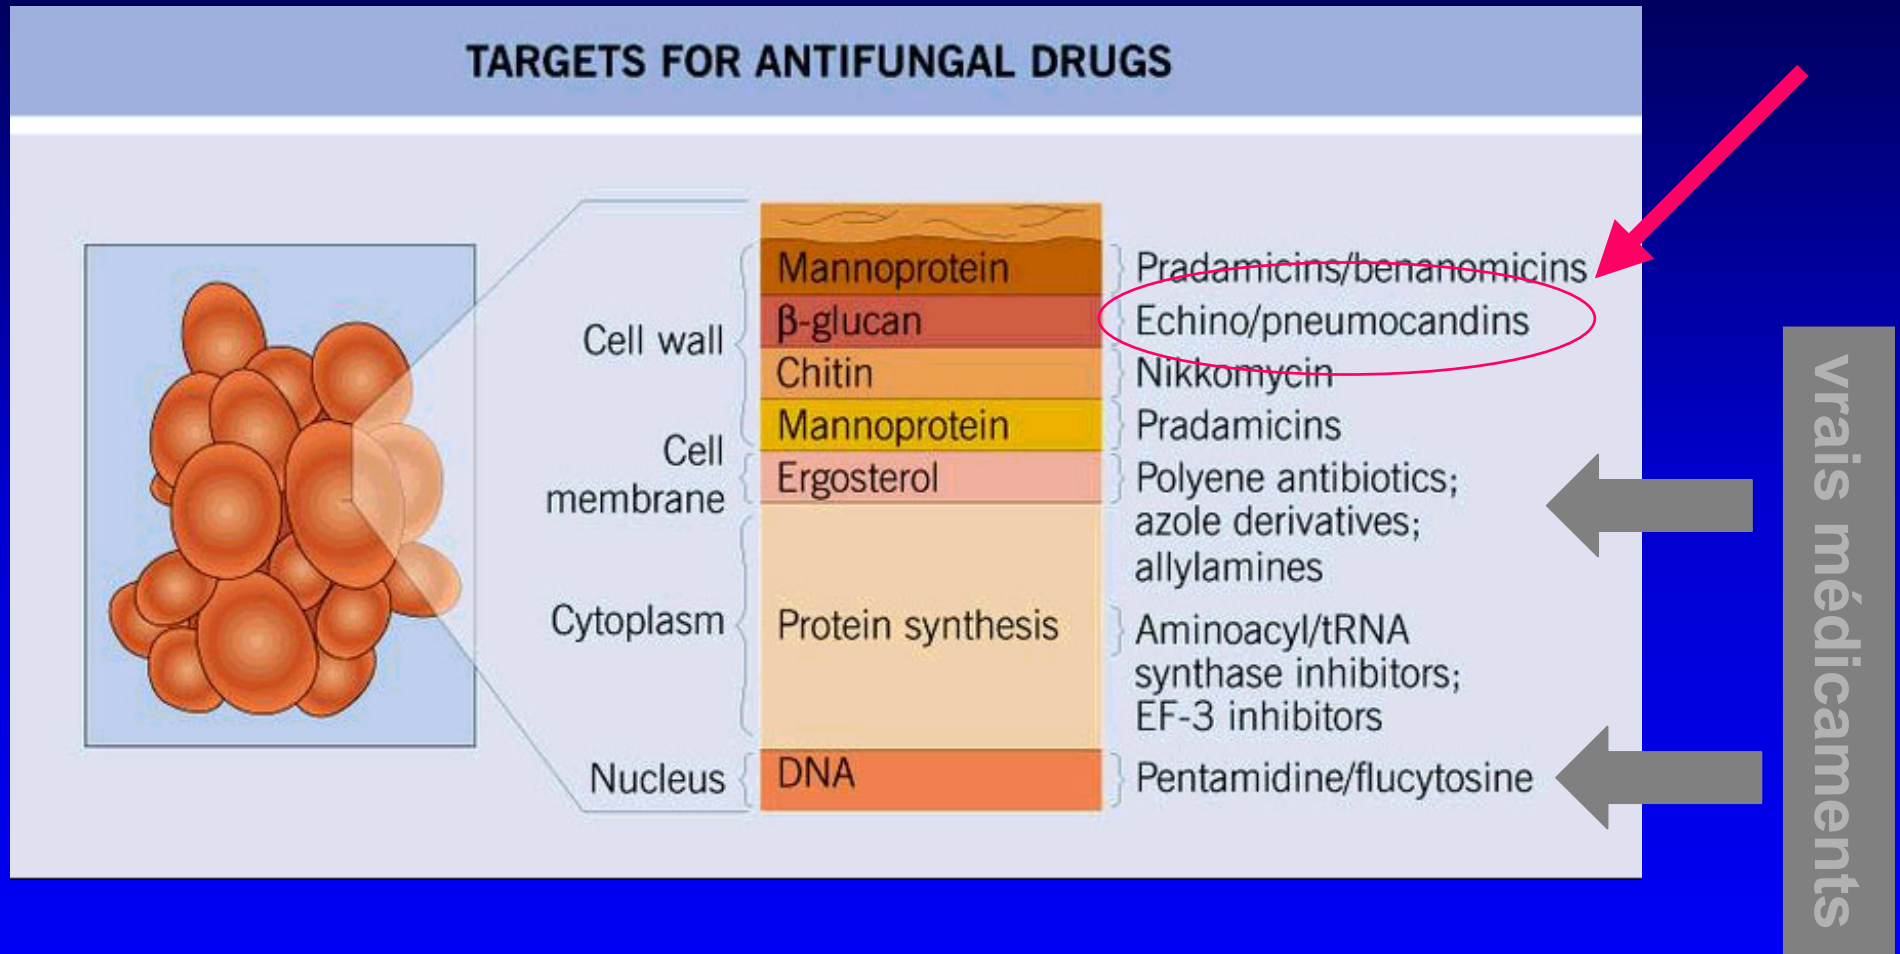 TARGETS FOR ANTIFUNGAL DRUGS
Cell wall
Cell
membrane
Cytoplasm
Nucleus
Mannoprotein
β-glucan
Chitin
Mannoprotein
Ergosterol
Protein synthesis
DNA
Pradamicins/benanomicins
Echino/pneumocandins
Nikkomycin
Pradamicins
Polyene antibiotics;
azole derivatives;
allylamines
Aminoacyl/tRNA
synthase inhibitors;
EF-3 inhibitors
Pentamidine/flucytosine
vrais médicaments